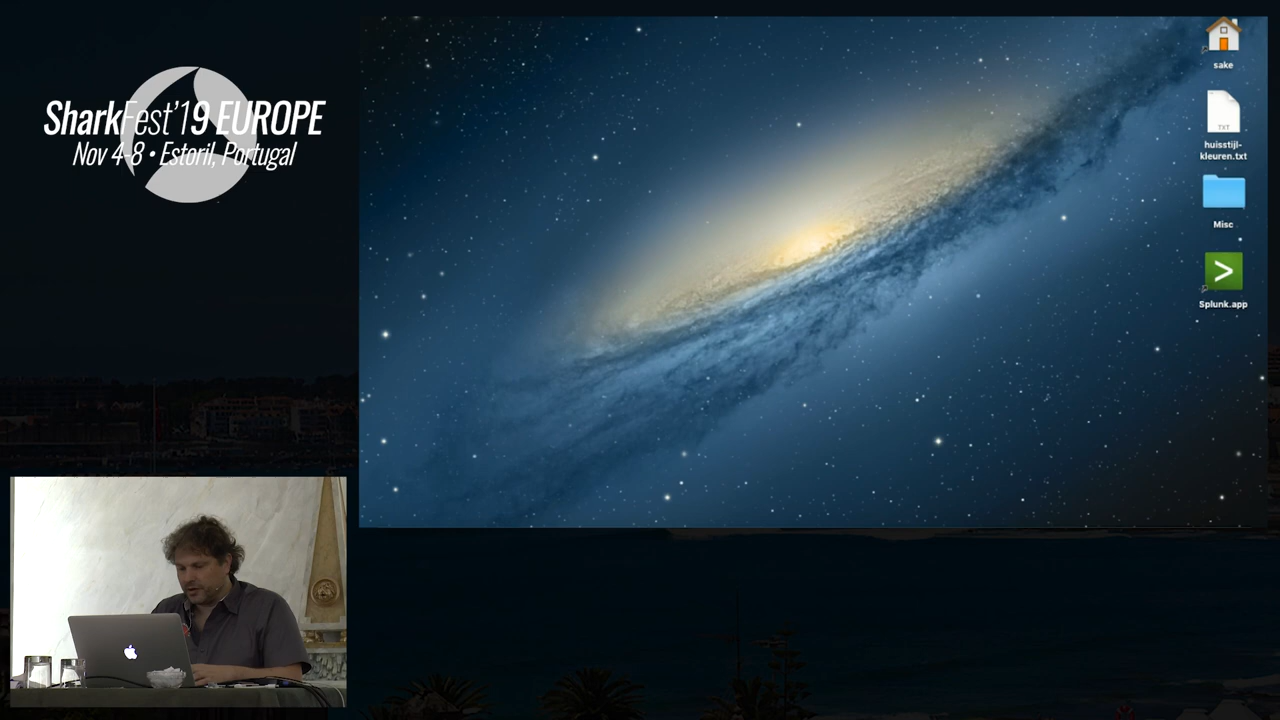 SharkFest'19 EUROPE
Nov 4-8 • Estoril, Portugal
sake
TXT
huisstijl-
kleuren.txt
Misc
Splunk.app